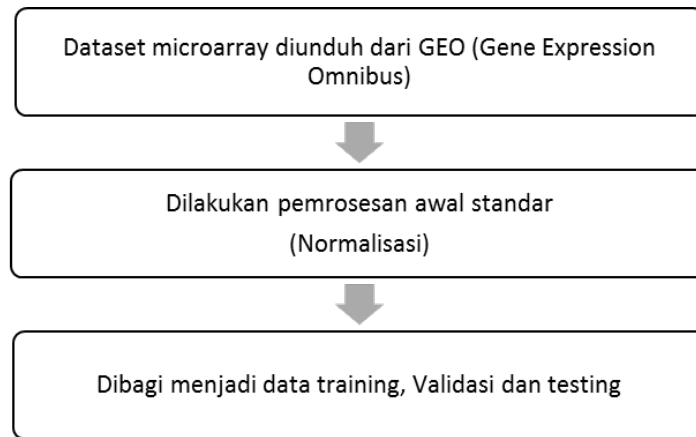 Dataset microarray diunduh dari GEO (Gene Expression
Omnibus)
Dilakukan pemrosesan awal standar
(Normalisasi)
Dibagi menjadi data training, Validasi dan testing